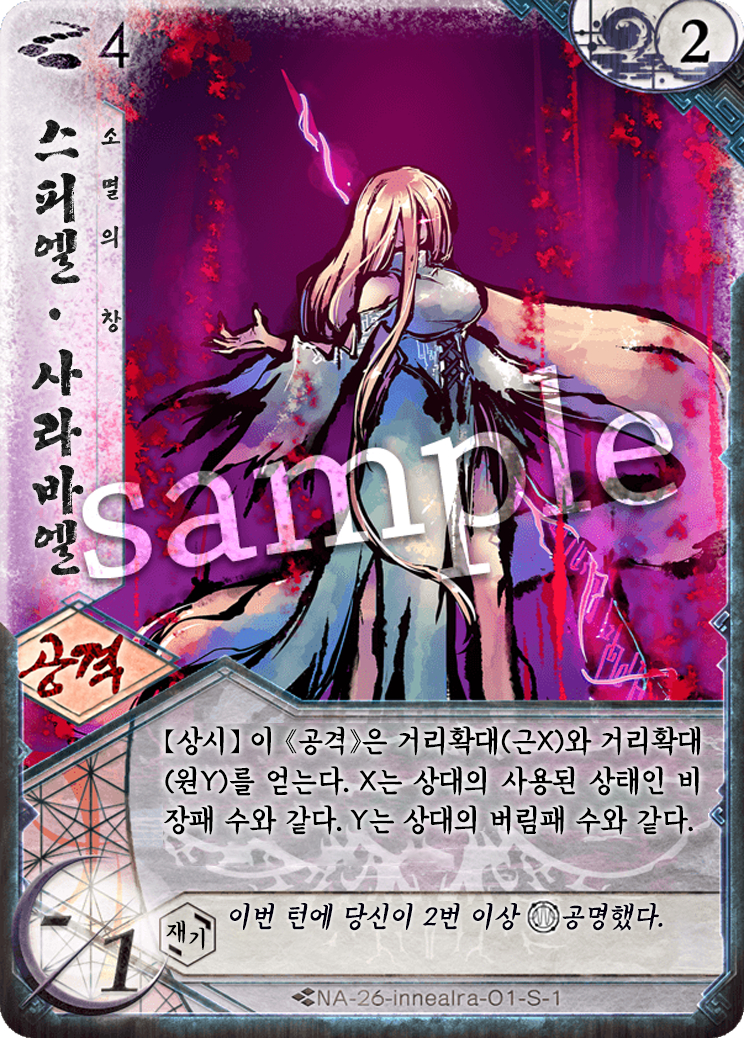 4
2
스피엘·사라바엘
소멸의 창
sample
공격
【상시】 이 《공격》은 거리확대(근X)와 거리확대
(원Y)를 얻는다. X는 상대의 사용된 상태인 비
장패 수와 같다. Y는 상대의 버림패 수와 같다.
-/1
재기
이번 턴에 당신이 2번 이상 공명했다.
NA-26-innealra-O1-S-1